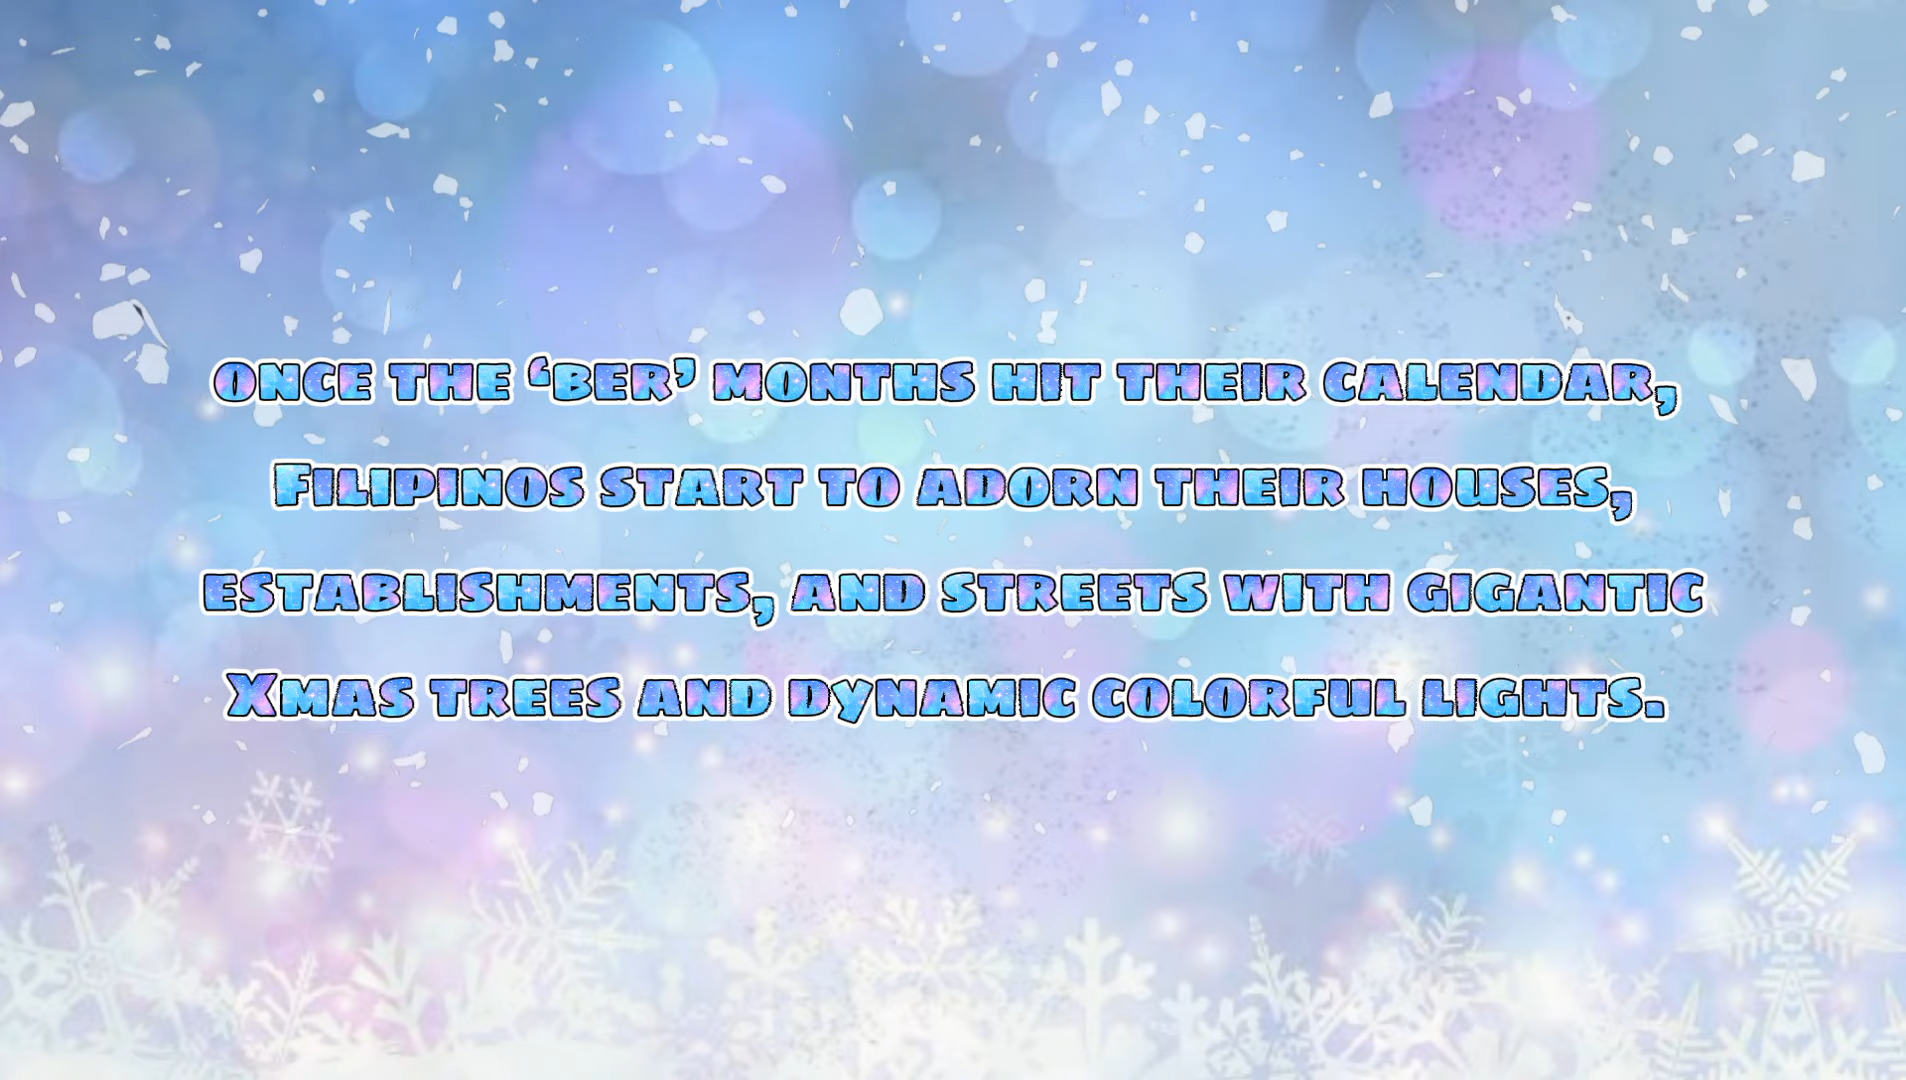 once the ‘ber’ months hit their calendar,
Filipinos start to adorn their houses,
establishments, and streets with gigantic
Xmas trees and dynamic colorful lights.